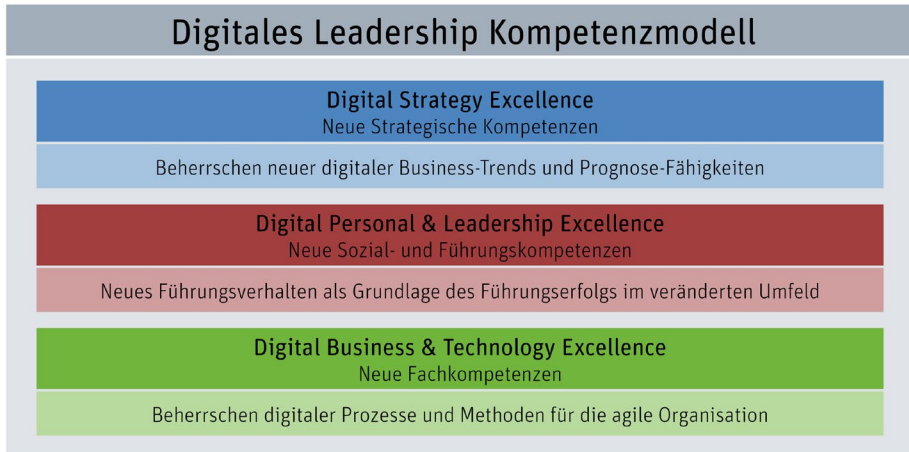 Digitales Leadership Kompetenzmodell
Digital Strategy Excellence
Neue Strategische Kompetenzen
Beherrschen neuer digitaler Business-Trends und Prognose-Fähigkeiten
Digital Personal & Leadership Excellence
Neue Sozial- und Führungskompetenzen
Neues Führungsverhalten als Grundlage des Führungserfolgs im veränderten Umfeld
Digital Business & Technology Excellence
Neue Fachkompetenzen
Beherrschen digitaler Prozesse und Methoden für die agile Organisation